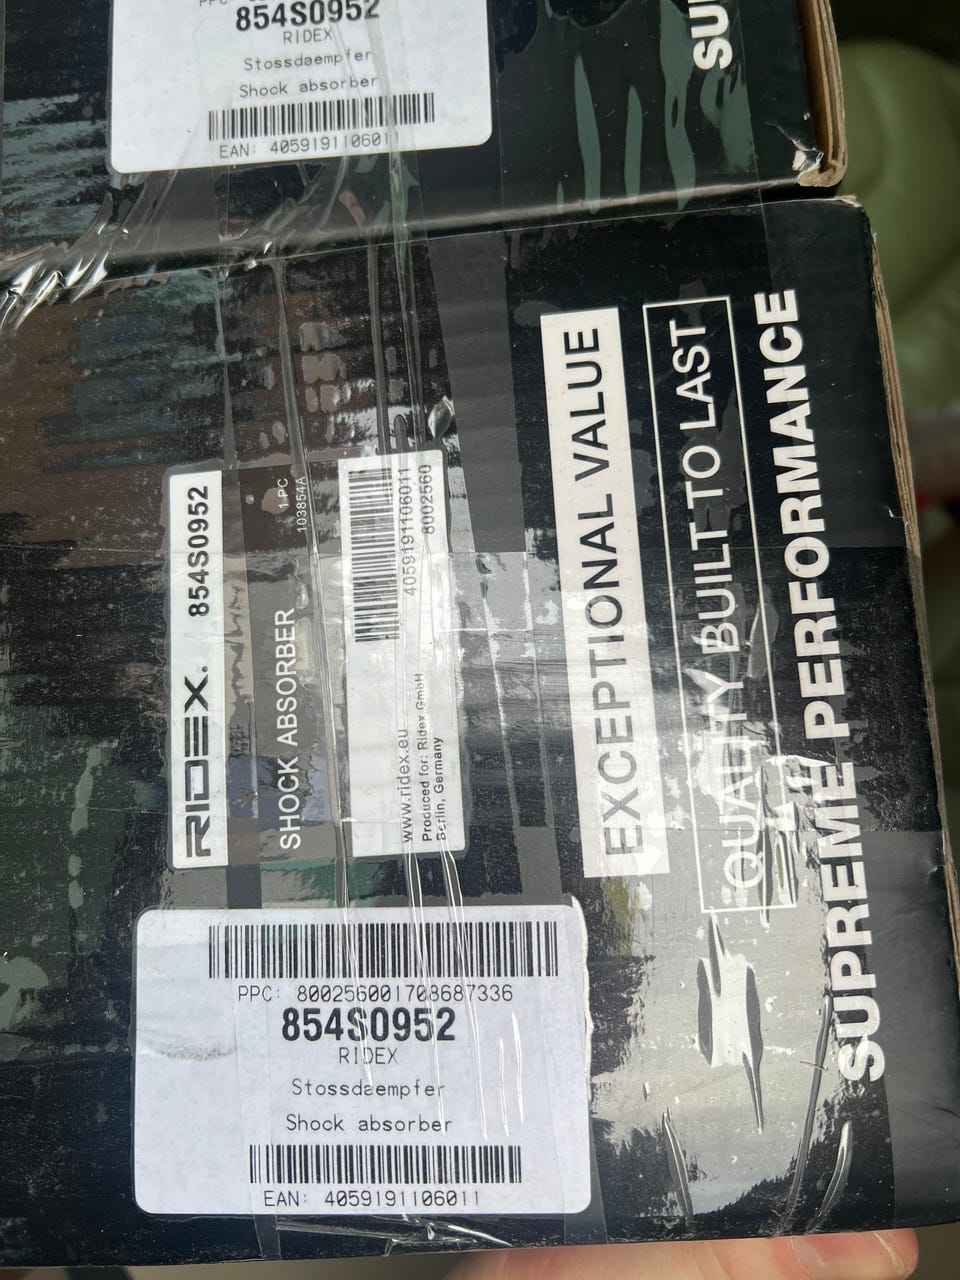 854S0952
RIDEX
Stossdaempfer
Shock absorber
EAN: 4059191106011
SU
RIDEX. 854S0952
SHOCK ABSORBER
1 PC
103854A
4059191106011
8002560
www.ridex.eu
Produced for: Ridex GmbH
Berlin, Germany
EXCEPTIONAL VALUE
QUALITY BUILT TO LAST
SUPREME PERFORMANCE
PPC: 8002560017086​87336
854S0952
RIDEX
Stossdaempfer
Shock absorber
EAN: 4059191106011